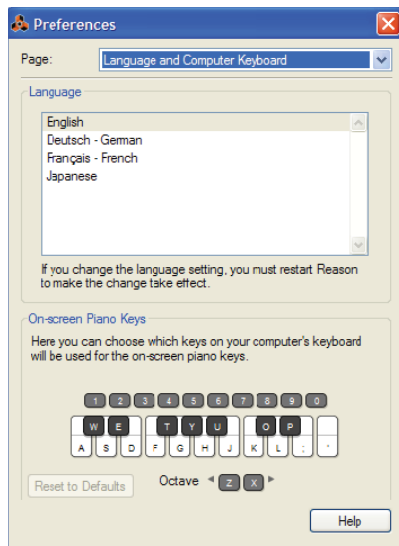 Preferences
Page: Language and Computer Keyboard
Language
English
Deutsch - German
Français - French
Japanese
If you change the language setting, you must restart Reason
to make the change take effect.
On-screen Piano Keys
Here you can choose which keys on your computer's keyboard
will be used for the on-screen piano keys.
1 2 3 4 5 6 7 8 9 0
W E T Y U O P
A S D F G H J K L ; '
Reset to Defaults Octave Z X
Help